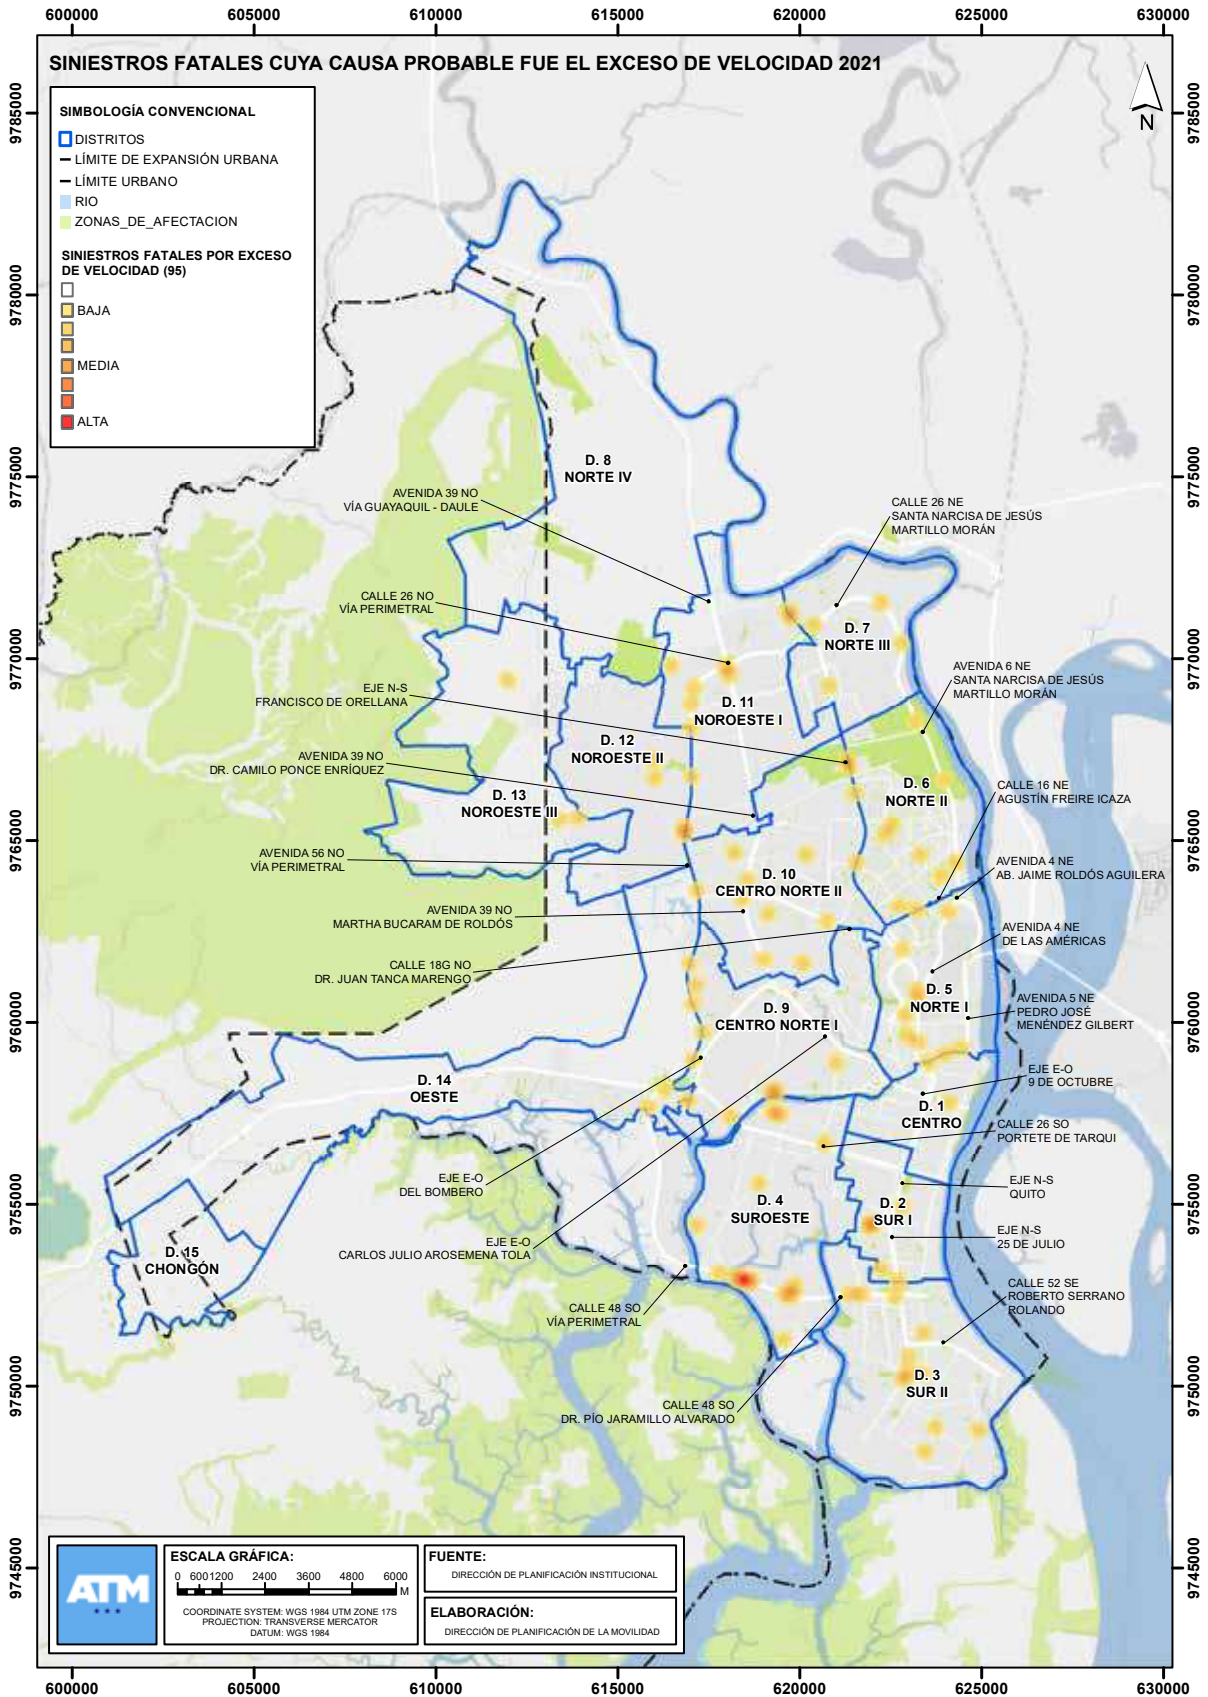 600000 605000 610000 615000 620000 625000 630000
SINIESTROS FATALES CUYA CAUSA PROBABLE FUE EL EXCESO DE VELOCIDAD 2021
SIMBOLOGÍA CONVENCIONAL
DISTRITOS
LÍMITE DE EXPANSIÓN URBANA
LÍMITE URBANO
RIO
ZONAS_DE_AFECTACION
SINIESTROS FATALES POR EXCESO
DE VELOCIDAD (95)
BAJA
MEDIA
ALTA
N
9785000 9785000
9780000 9780000
9775000 9775000
9770000 9770000
9765000 9765000
9760000 9760000
9755000 9755000
9750000 9750000
9745000 9745000
D. 8
NORTE IV
AVENIDA 39 NO
VÍA GUAYAQUIL - DAULE
CALLE 26 NE
SANTA NARCISA DE JESÚS
MARTILLO MORÁN
CALLE 26 NO
VÍA PERIMETRAL
D. 7
NORTE III
AVENIDA 6 NE
SANTA NARCISA DE JESÚS
MARTILLO MORÁN
EJE N-S
FRANCISCO DE ORELLANA
D. 11
NOROESTE I
D. 12
NOROESTE II
AVENIDA 39 NO
DR. CAMILO PONCE ENRÍQUEZ
D. 6
NORTE II
CALLE 16 NE
AGUSTÍN FREIRE ICAZA
D. 13
NOROESTE III
AVENIDA 56 NO
VÍA PERIMETRAL
AVENIDA 4 NE
AB. JAIME ROLDÓS AGUILERA
D. 10
CENTRO NORTE II
AVENIDA 39 NO
MARTHA BUCARAM DE ROLDÓS
AVENIDA 4 NE
DE LAS AMÉRICAS
CALLE 18G NO
DR. JUAN TANCA MARENGO
D. 5
NORTE I
AVENIDA 5 NE
PEDRO JOSÉ
MENÉNDEZ GILBERT
D. 9
CENTRO NORTE I
EJE E-O
9 DE OCTUBRE
D. 14
OESTE
D. 1
CENTRO
CALLE 26 SO
PORTETE DE TARQUI
EJE E-O
DEL BOMBERO
EJE N-S
QUITO
D. 4
SUROESTE
D. 2
SUR I
EJE N-S
25 DE JULIO
EJE E-O
CARLOS JULIO AROSEMENA TOLA
D. 15
CHONGÓN
CALLE 52 SE
ROBERTO SERRANO
ROLANDO
CALLE 48 SO
VÍA PERIMETRAL
D. 3
SUR II
CALLE 48 SO
DR. PÍO JARAMILLO ALVARADO
ATM
ESCALA GRÁFICA:
0 600 1200 2400 3600 4800 6000
M
COORDINATE SYSTEM: WGS 1984 UTM ZONE 17S
PROJECTION: TRANSVERSE MERCATOR
DATUM: WGS 1984
FUENTE:
DIRECCIÓN DE PLANIFICACIÓN INSTITUCIONAL
ELABORACIÓN:
DIRECCIÓN DE PLANIFICACIÓN DE LA MOVILIDAD
600000 605000 610000 615000 620000 625000 630000